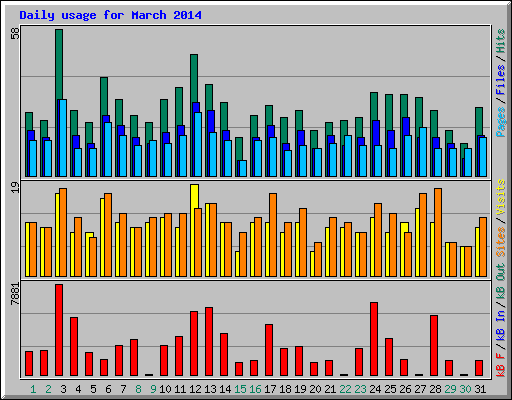 Daily usage for March 2014
58
Pages / Files / Hits
19
Sites / Visits
7881
kB F / kB In / kB Out
1 2 3 4 5 6 7 8 9 10 11 12 13 14 15 16 17 18 19 20 21 22 23 24 25 26 27 28 29 30 31